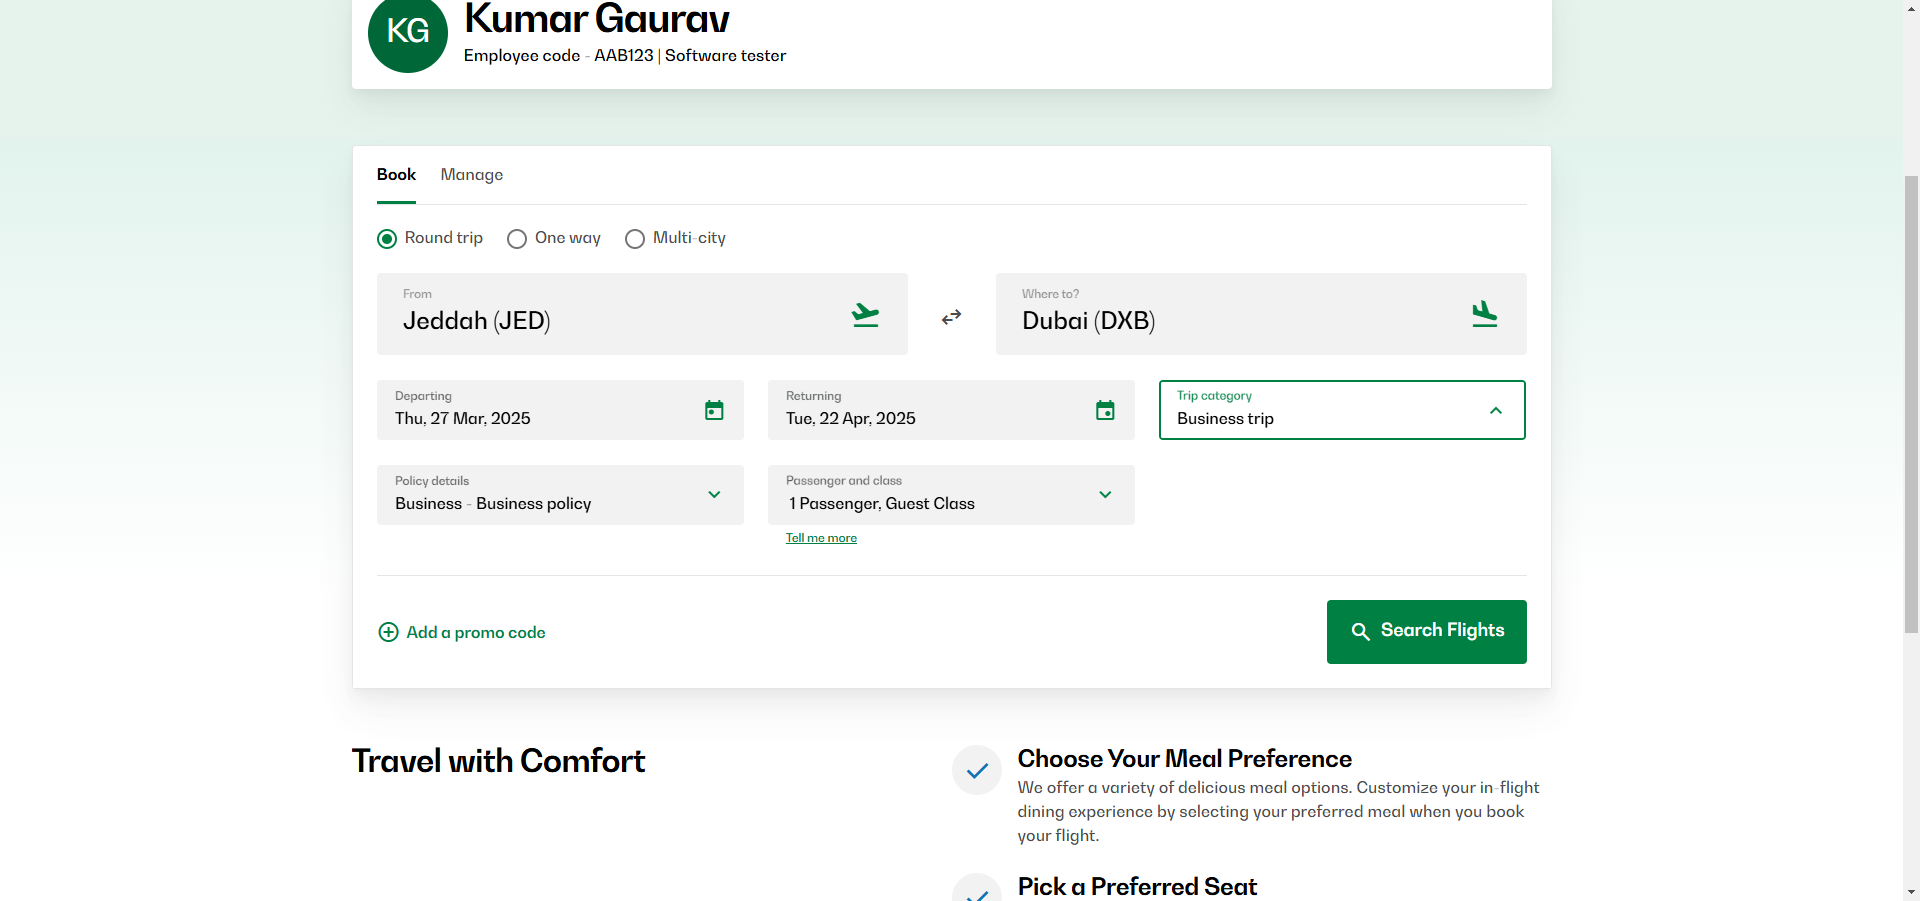 KG
Kumar Gaurav
Employee code - AAB123 | Software tester
Book
Manage
Round trip
One way
Multi-city
From
Jeddah (JED)
Where to?
Dubai (DXB)
Departing
Thu, 27 Mar, 2025
Returning
Tue, 22 Apr, 2025
Trip category
Business trip
Policy details
Business - Business policy
Passenger and class
1 Passenger, Guest Class
Tell me more
Add a promo code
Search Flights
Travel with Comfort
Choose Your Meal Preference
We offer a variety of delicious meal options. Customize your in-flight
dining experience by selecting your preferred meal when you book
your flight.
Pick a Preferred Seat